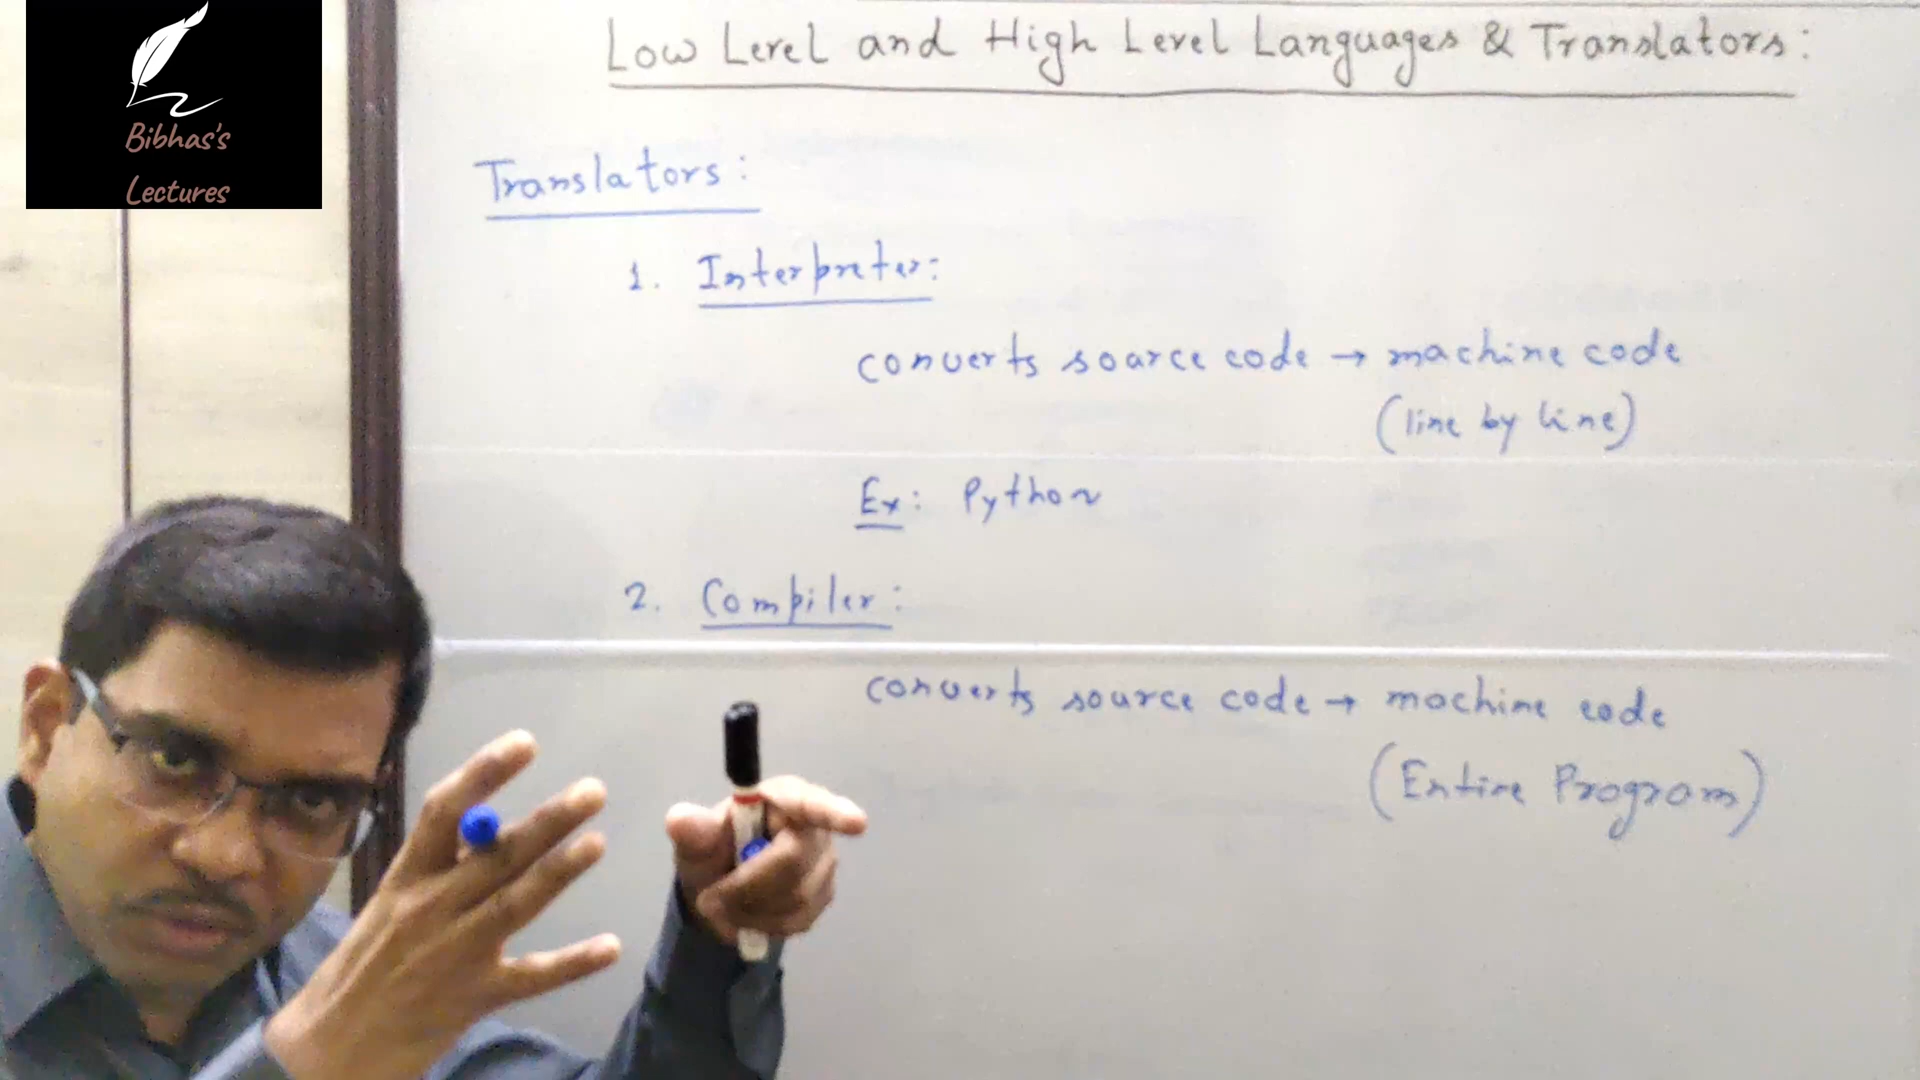 Bibhas's
Lectures
Low Level and High Level Languages & Translators:
Translators:
1. Interpreter:
converts source code → machine code
(line by line)
Ex: Python
2. Compiler:
converts source code → machine code
(Entire Program)